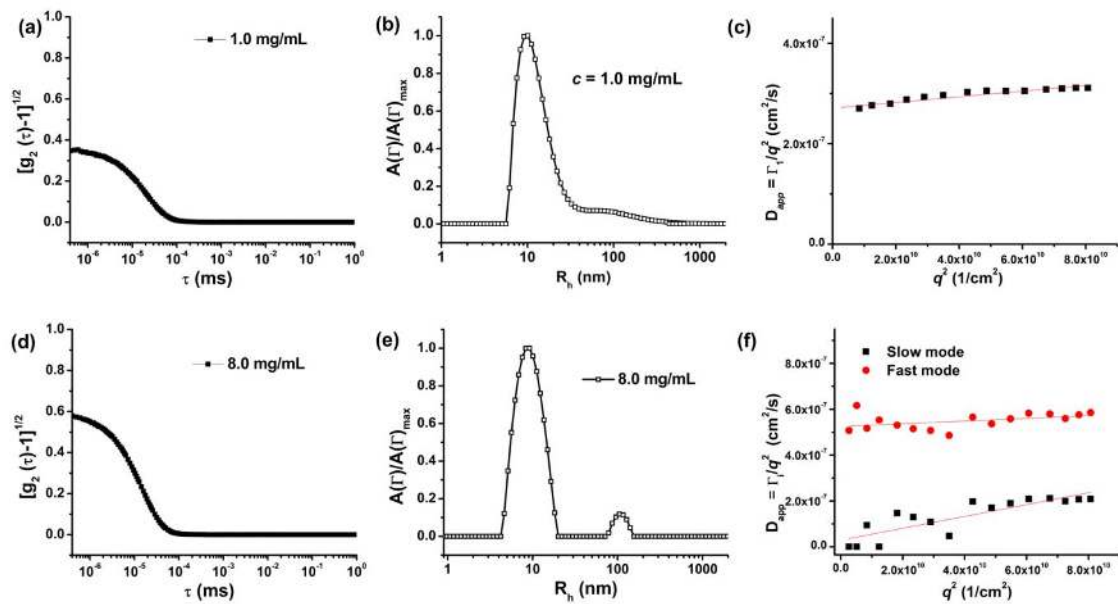 (a)
1.0 mg/mL
[g₂ (τ)-1]^1/2
1.0
0.8
0.6
0.4
0.2
0.0
10⁻⁶ 10⁻⁵ 10⁻⁴ 10⁻³ 10⁻² 10⁻¹ 10⁰
τ (ms)
(b)
c = 1.0 mg/mL
A(Γ)/A(Γ)max
1.0
0.8
0.6
0.4
0.2
0.0
1 10 100 1000
Rh (nm)
(c)
Dapp = Γ1/q² (cm²/s)
4.0x10⁻⁷
2.0x10⁻⁷
0.0
2.0x10¹⁰ 4.0x10¹⁰ 6.0x10¹⁰ 8.0x10¹⁰
q² (1/cm²)
(d)
8.0 mg/mL
[g₂ (τ)-1]^1/2
1.0
0.8
0.6
0.4
0.2
0.0
10⁻⁶ 10⁻⁵ 10⁻⁴ 10⁻³ 10⁻² 10⁻¹ 10⁰
τ (ms)
(e)
8.0 mg/mL
A(Γ)/A(Γ)max
1.0
0.8
0.6
0.4
0.2
0.0
1 10 100 1000
Rh (nm)
(f)
Slow mode
Fast mode
Dapp = Γi/q² (cm²/s)
8.0x10⁻⁷
6.0x10⁻⁷
4.0x10⁻⁷
2.0x10⁻⁷
0.0
0.0 2.0x10¹⁰ 4.0x10¹⁰ 6.0x10¹⁰ 8.0x10¹⁰
q² (1/cm²)